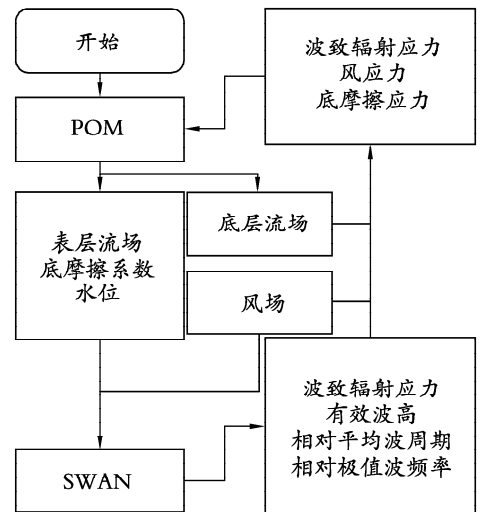 开始
波致辐射应力
风应力
底摩擦应力
POM
表层流场
底摩擦系数
水位
底层流场
风场
波致辐射应力
有效波高
相对平均波周期
相对极值波频率
SWAN